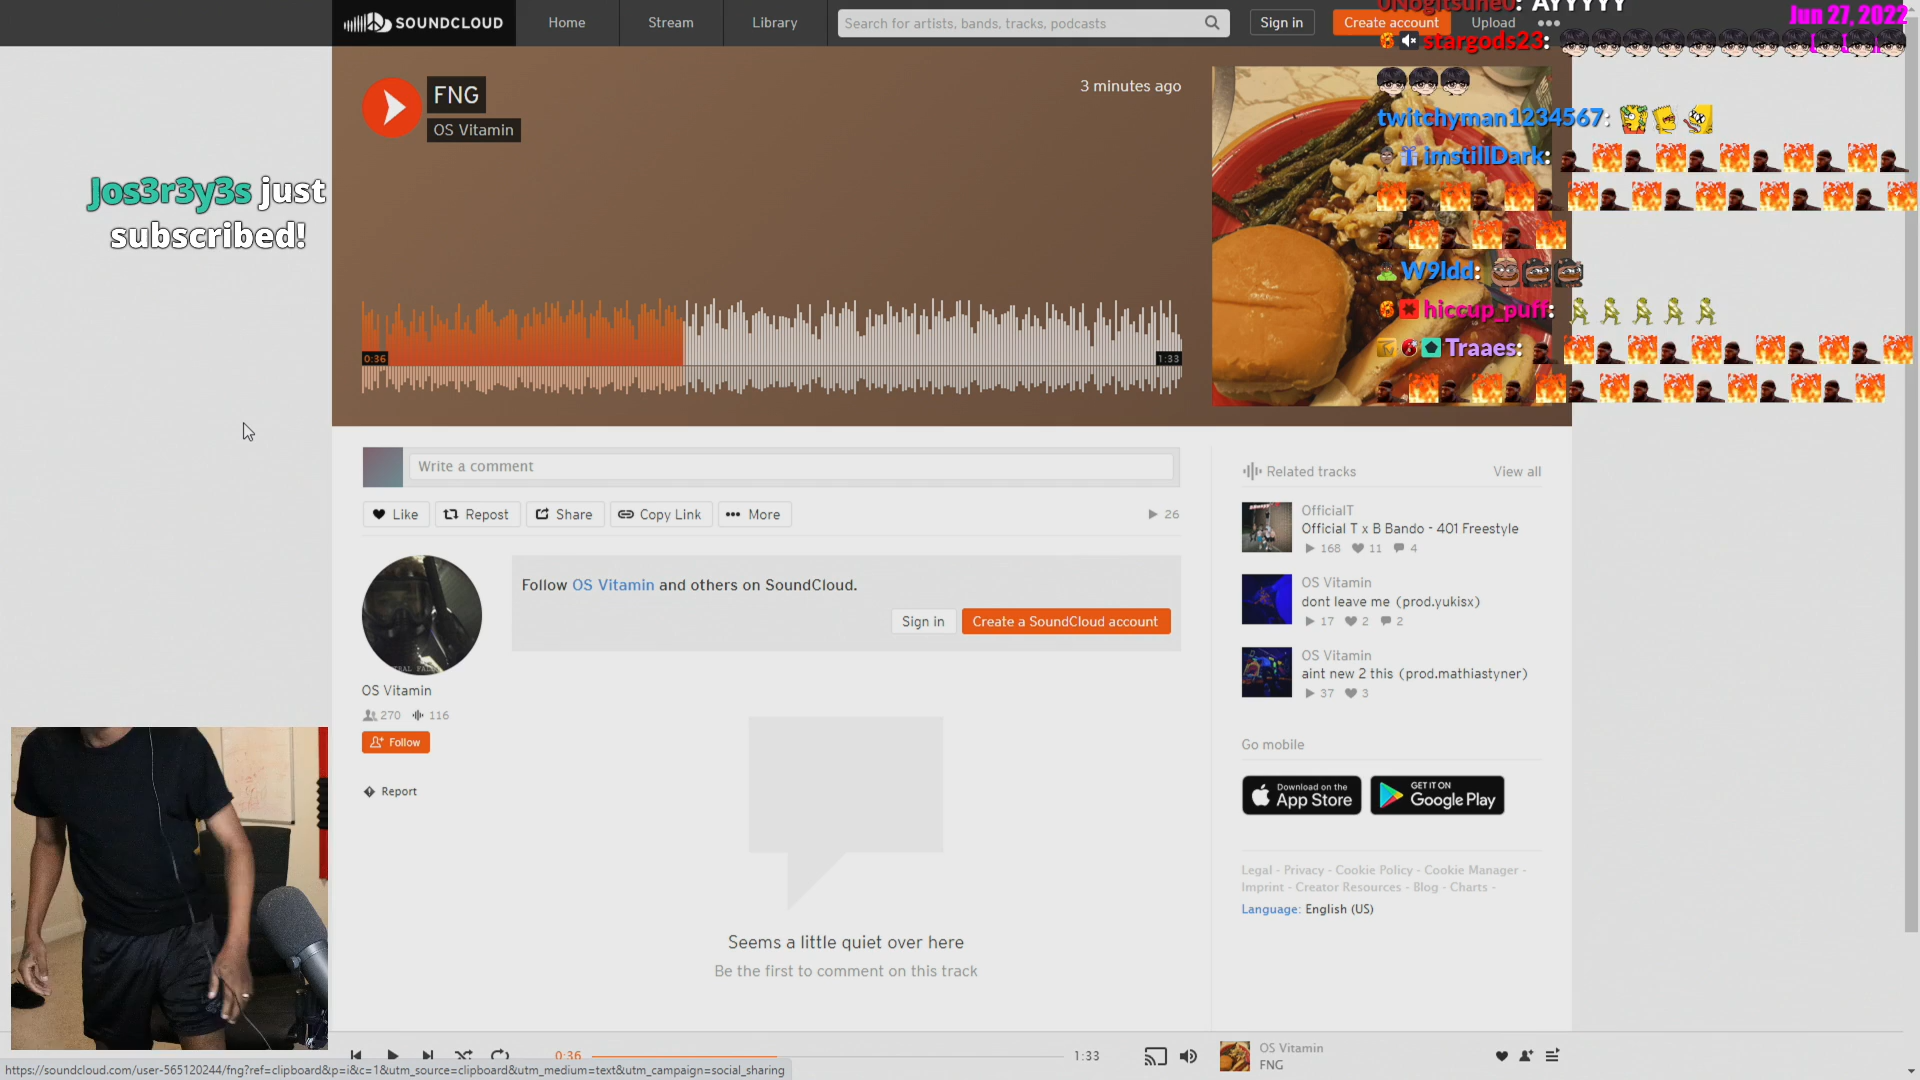 SOUNDCLOUD
Home
Stream
Library
Search for artists, bands, tracks, podcasts
Sign in
Create account
Upload
Jun 27, 2022
AYYYYY
stargods23:
twitchyman1234567:
imstillDark:
W9ldd:
hiccup_puff:
Traaes:
Jos3r3y3s just
subscribed!
FNG
OS Vitamin
3 minutes ago
0:36
1:33
Write a comment
Like
Repost
Share
Copy Link
More
26
OS Vitamin
270
116
Follow
Report
Follow OS Vitamin and others on SoundCloud.
Sign in
Create a SoundCloud account
Seems a little quiet over here
Be the first to comment on this track
Related tracks
View all
OfficialT
Official T x B Bando - 401 Freestyle
168 11 4
OS Vitamin
dont leave me (prod.yukisx)
17 2 2
OS Vitamin
aint new 2 this (prod.mathiastyner)
37 3
Go mobile
Download on the
App Store
GET IT ON
Google Play
Legal - Privacy - Cookie Policy - Cookie Manager -
Imprint - Creator Resources - Blog - Charts -
Language: English (US)
0:36
1:33
OS Vitamin
FNG
https://soundcloud.com/user-565120244/fng?ref=clipboard&p=i&c=1&utm_source=clipboard&utm_medium=text&utm_campaign=social_sharing